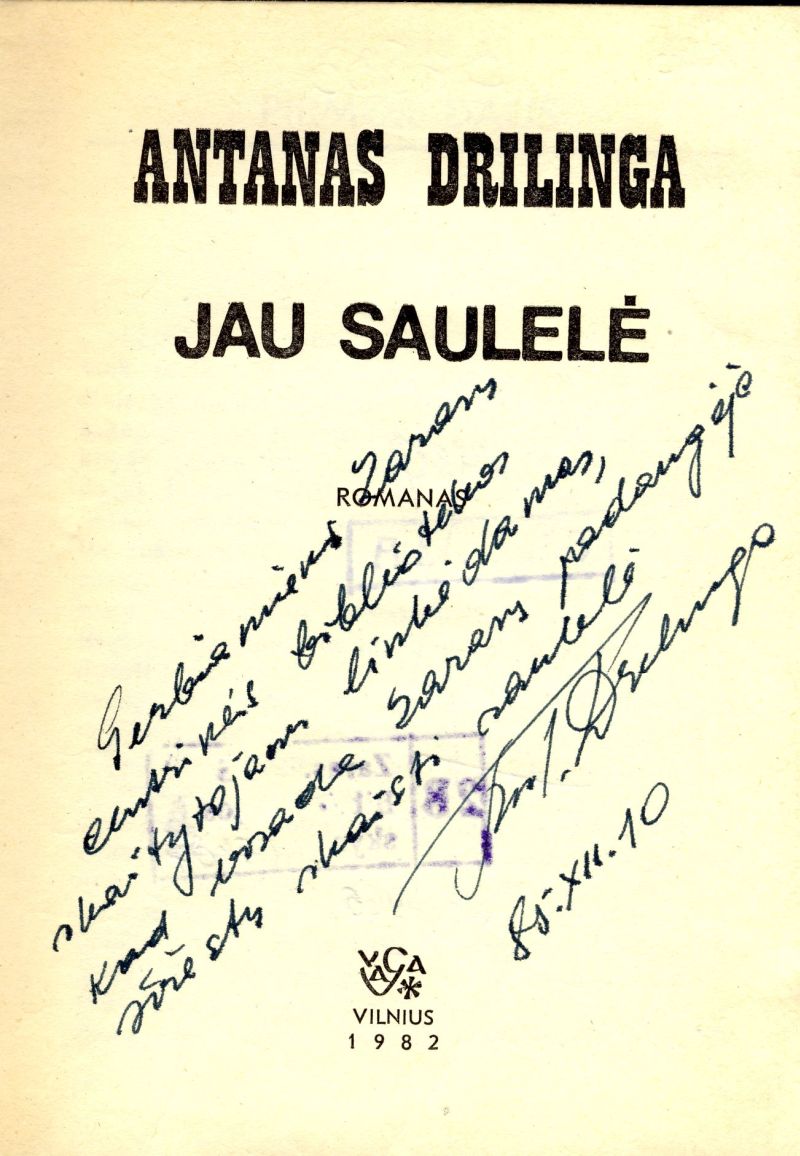 ANTANAS DRILINGA
JAU SAULELĖ
ROMANAS
Gerbiamiems Zarasų
centrinės bibliotekos
skaitytojams linkėdamas,
kad visada Zarasų padangėje
šviestų skaisti saulelė
Ant. Drilinga
85.XII.10
VAGA
VILNIUS
1982